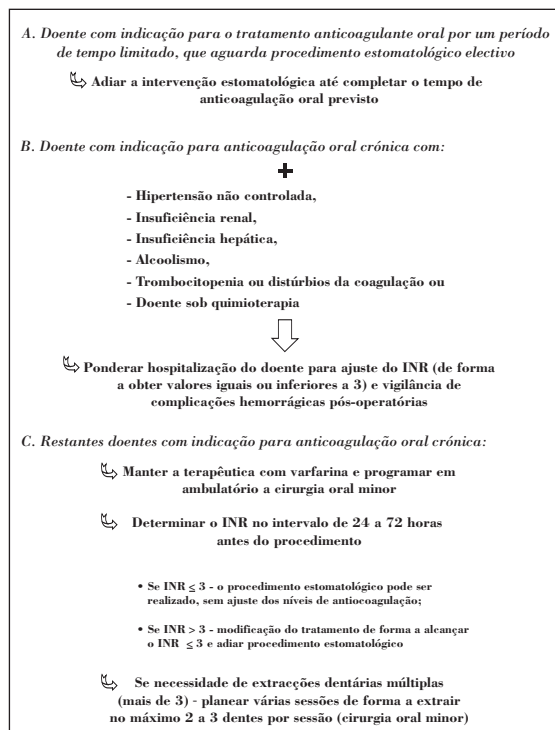 A. Doente com indicação para o tratamento anticoagulante oral por um período
de tempo limitado, que aguarda procedimento estomatológico electivo
Adiar a intervenção estomatológica até completar o tempo de
anticoagulação oral previsto
B. Doente com indicação para anticoagulação oral crónica com:
+
- Hipertensão não controlada,
- Insuficiência renal,
- Insuficiência hepática,
- Alcoolismo,
- Trombocitopenia ou distúrbios da coagulação ou
- Doente sob quimioterapia
Ponderar hospitalização do doente para ajuste do INR (de forma
a obter valores iguais ou inferiores a 3) e vigilância de
complicações hemorrágicas pós-operatórias
C. Restantes doentes com indicação para anticoagulação oral crónica:
Manter a terapêutica com varfarina e programar em
ambulatório a cirurgia oral minor
Determinar o INR no intervalo de 24 a 72 horas
antes do procedimento
• Se INR ≤ 3 - o procedimento estomatológico pode ser
realizado, sem ajuste dos níveis de antiocoagulação;
• Se INR > 3 - modificação do tratamento de forma a alcançar
o INR ≤ 3 e adiar procedimento estomatológico
Se necessidade de extracções dentárias múltiplas
(mais de 3) - planear várias sessões de forma a extrair
no máximo 2 a 3 dentes por sessão (cirurgia oral minor)